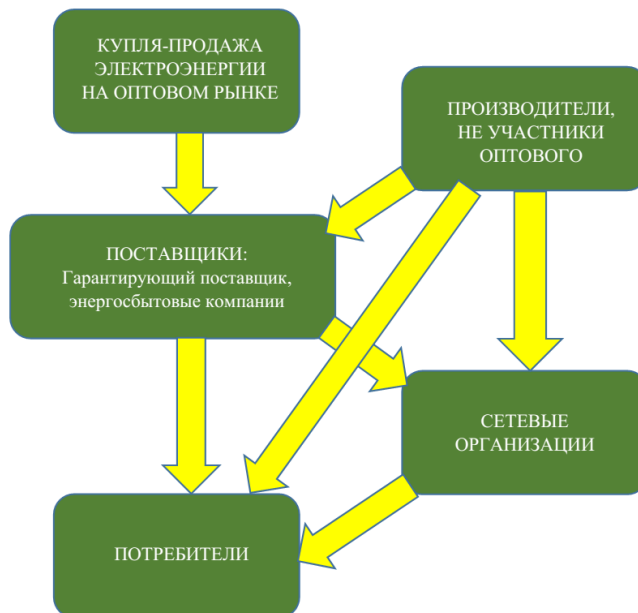 КУПЛЯ-ПРОДАЖА
ЭЛЕКТРОЭНЕРГИИ
НА ОПТОВОМ РЫНКЕ
ПРОИЗВОДИТЕЛИ,
НЕ УЧАСТНИКИ
ОПТОВОГО
ПОСТАВЩИКИ:
Гарантирующий поставщик,
энергосбытовые компании
СЕТЕВЫЕ
ОРГАНИЗАЦИИ
ПОТРЕБИТЕЛИ